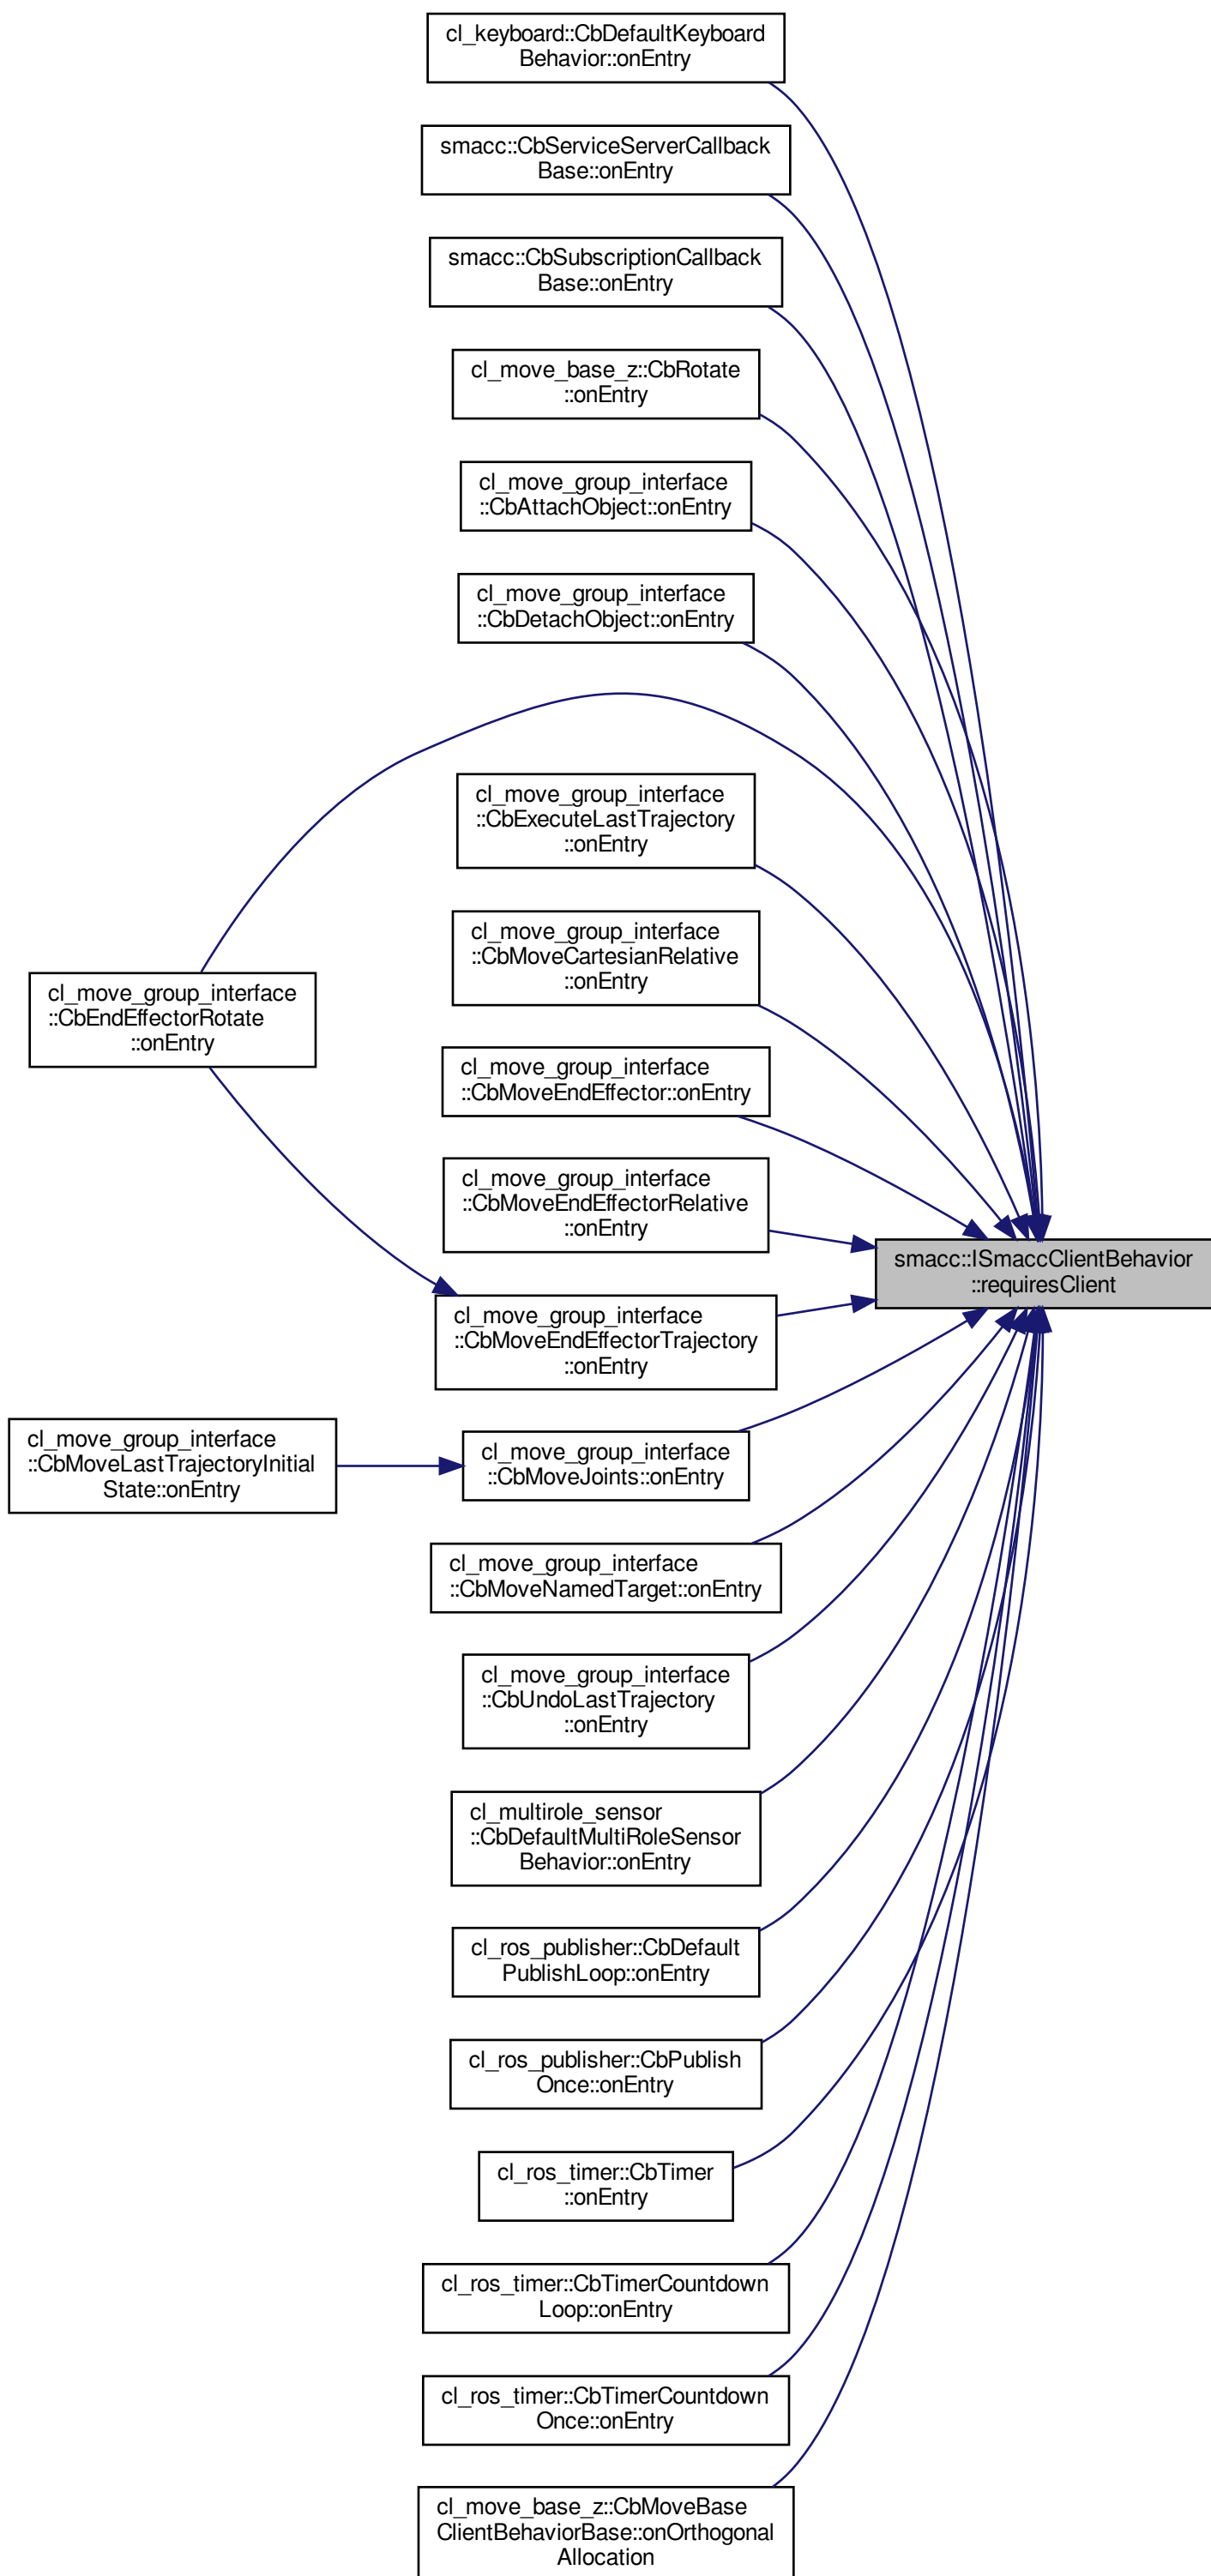 cl_keyboard::CbDefaultKeyboard
Behavior::onEntry
smacc::CbServiceServerCallback
Base::onEntry
smacc::CbSubscriptionCallback
Base::onEntry
cl_move_base_z::CbRotate
::onEntry
cl_move_group_interface
::CbAttachObject::onEntry
cl_move_group_interface
::CbDetachObject::onEntry
cl_move_group_interface
::CbExecuteLastTrajectory
::onEntry
cl_move_group_interface
::CbMoveCartesianRelative
::onEntry
cl_move_group_interface
::CbEndEffectorRotate
::onEntry
cl_move_group_interface
::CbMoveEndEffector::onEntry
cl_move_group_interface
::CbMoveEndEffectorRelative
::onEntry
smacc::ISmaccClientBehavior
::requiresClient
cl_move_group_interface
::CbMoveEndEffectorTrajectory
::onEntry
cl_move_group_interface
::CbMoveLastTrajectoryInitial
State::onEntry
cl_move_group_interface
::CbMoveJoints::onEntry
cl_move_group_interface
::CbMoveNamedTarget::onEntry
cl_move_group_interface
::CbUndoLastTrajectory
::onEntry
cl_multirole_sensor
::CbDefaultMultiRoleSensor
Behavior::onEntry
cl_ros_publisher::CbDefault
PublishLoop::onEntry
cl_ros_publisher::CbPublish
Once::onEntry
cl_ros_timer::CbTimer
::onEntry
cl_ros_timer::CbTimerCountdown
Loop::onEntry
cl_ros_timer::CbTimerCountdown
Once::onEntry
cl_move_base_z::CbMoveBase
ClientBehaviorBase::onOrthogonal
Allocation